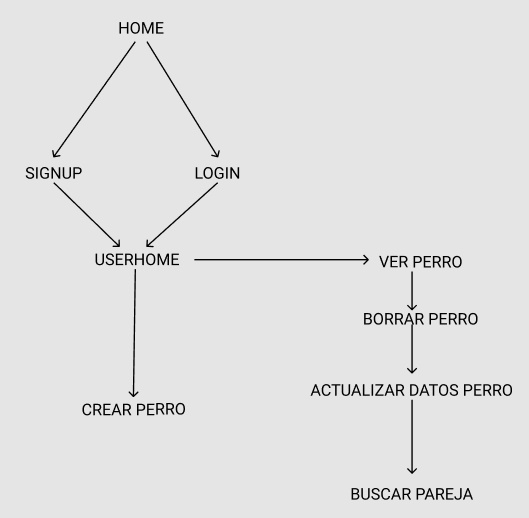 HOME
SIGNUP
LOGIN
USERHOME
VER PERRO
BORRAR PERRO
ACTUALIZAR DATOS PERRO
CREAR PERRO
BUSCAR PAREJA